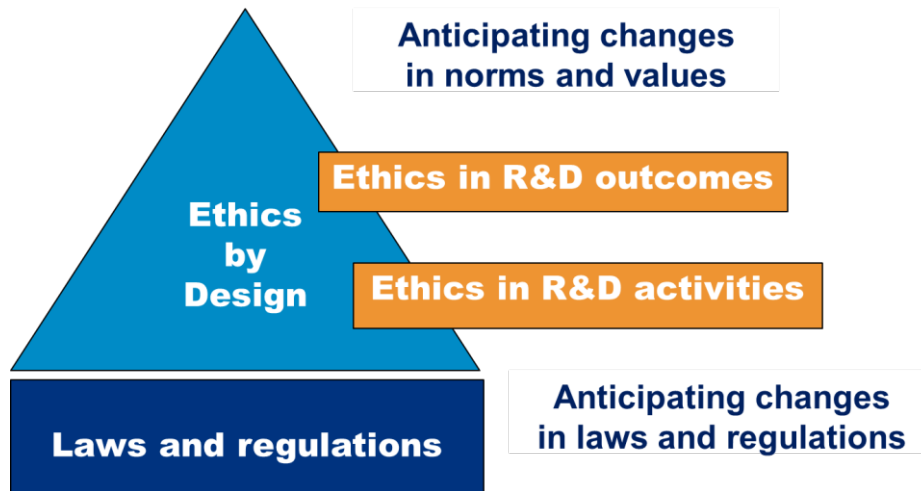 Anticipating changes
in norms and values
Ethics in R&D outcomes
Ethics
by
Design
Ethics in R&D activities
Laws and regulations
Anticipating changes
in laws and regulations